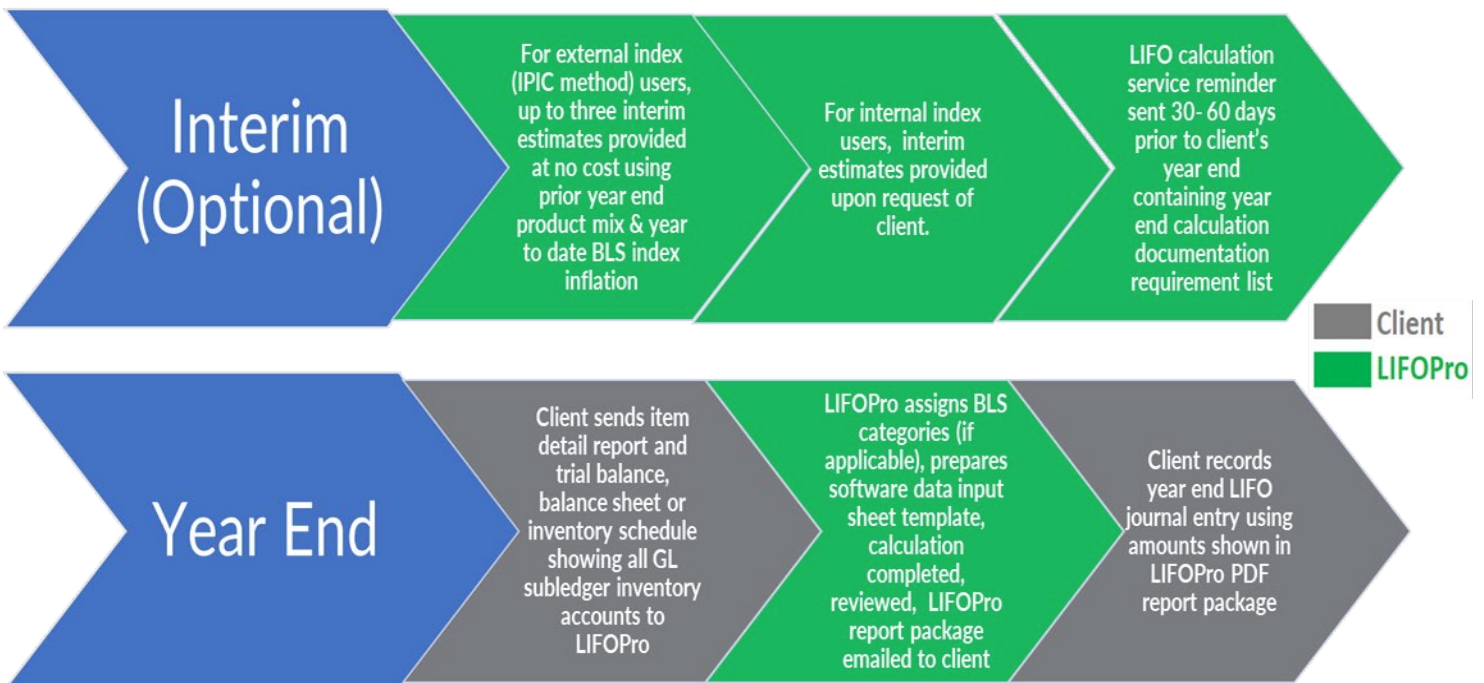 Interim
(Optional)
For external index
(IPIC method) users,
up to three interim
estimates provided
at no cost using
prior year end
product mix & year
to date BLS index
inflation
For internal index
users, interim
estimates provided
upon request of
client.
LIFO calculation
service reminder
sent 30- 60 days
prior to client's
year end
containing year
end calculation
documentation
requirement list
Client
LIFOPro
Year End
Client sends item
detail report and
trial balance,
balance sheet or
inventory schedule
showing all GL
subledger inventory
accounts to
LIFOPro
LIFOPro assigns BLS
categories (if
applicable), prepares
software data input
sheet template,
calculation
completed,
reviewed, LIFOPro
report package
emailed to client
Client records
year end LIFO
journal entry using
amounts shown in
LIFOPro PDF
report package